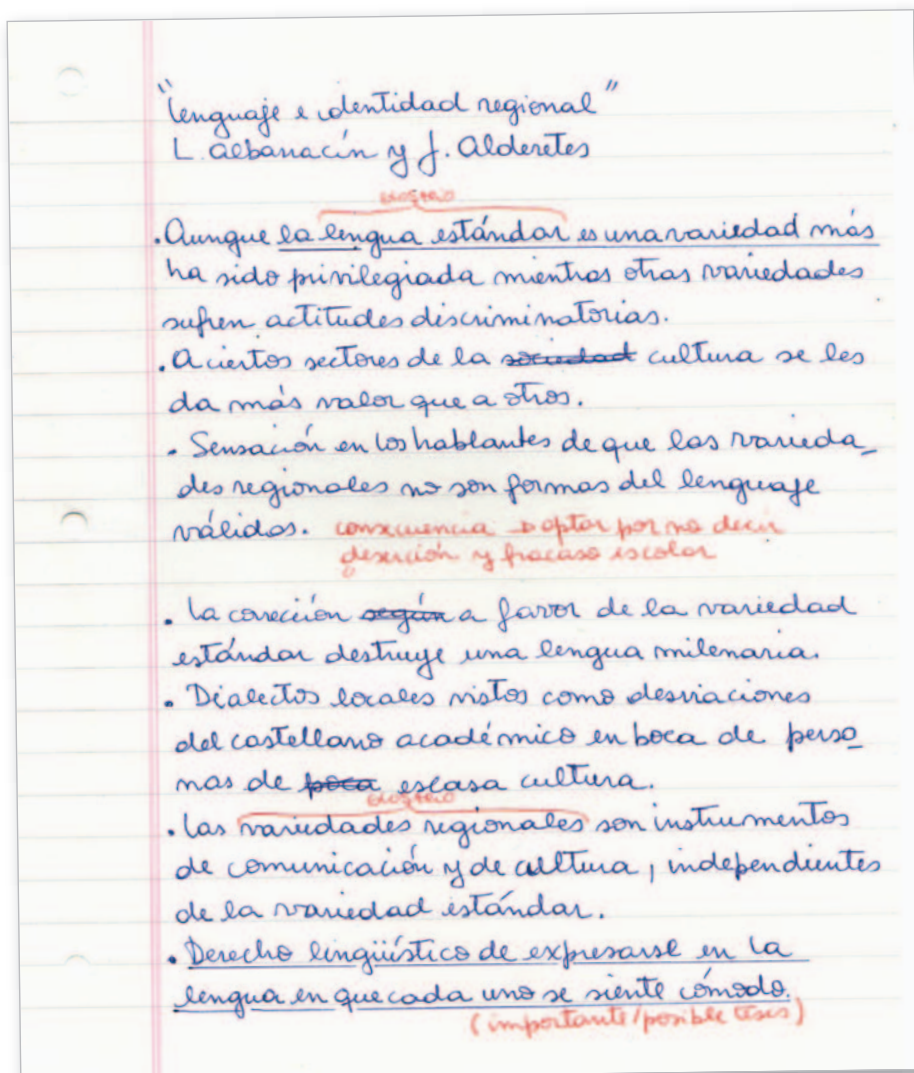 "lenguaje e identidad regional"
L. Albarracín y J. Alderetes
glosario
.Aunque la lengua estándar es una variedad más
ha sido privilegiada mientras otras variedades
sufren actitudes discriminatorias.
.A ciertos sectores de la sociedad cultura se les
da más valor que a otros.
. Sensación en los hablantes de que las varieda_
des regionales no son formas del lenguaje
válidas. consecuencia → optar por no decir
deserción y fracaso escolar
. La corrección según a favor de la variedad
estándar destruye una lengua milenaria.
. Dialectos locales vistos como desviaciones
del castellano académico en boca de perso_
nas de poca escasa cultura.
glosario
. Las variedades regionales son instrumentos
de comunicación y de cultura, independientes
de la variedad estándar.
. Derecho lingüístico de expresarse en la
lengua en que cada uno se siente cómodo.
(importante/posible tesis)